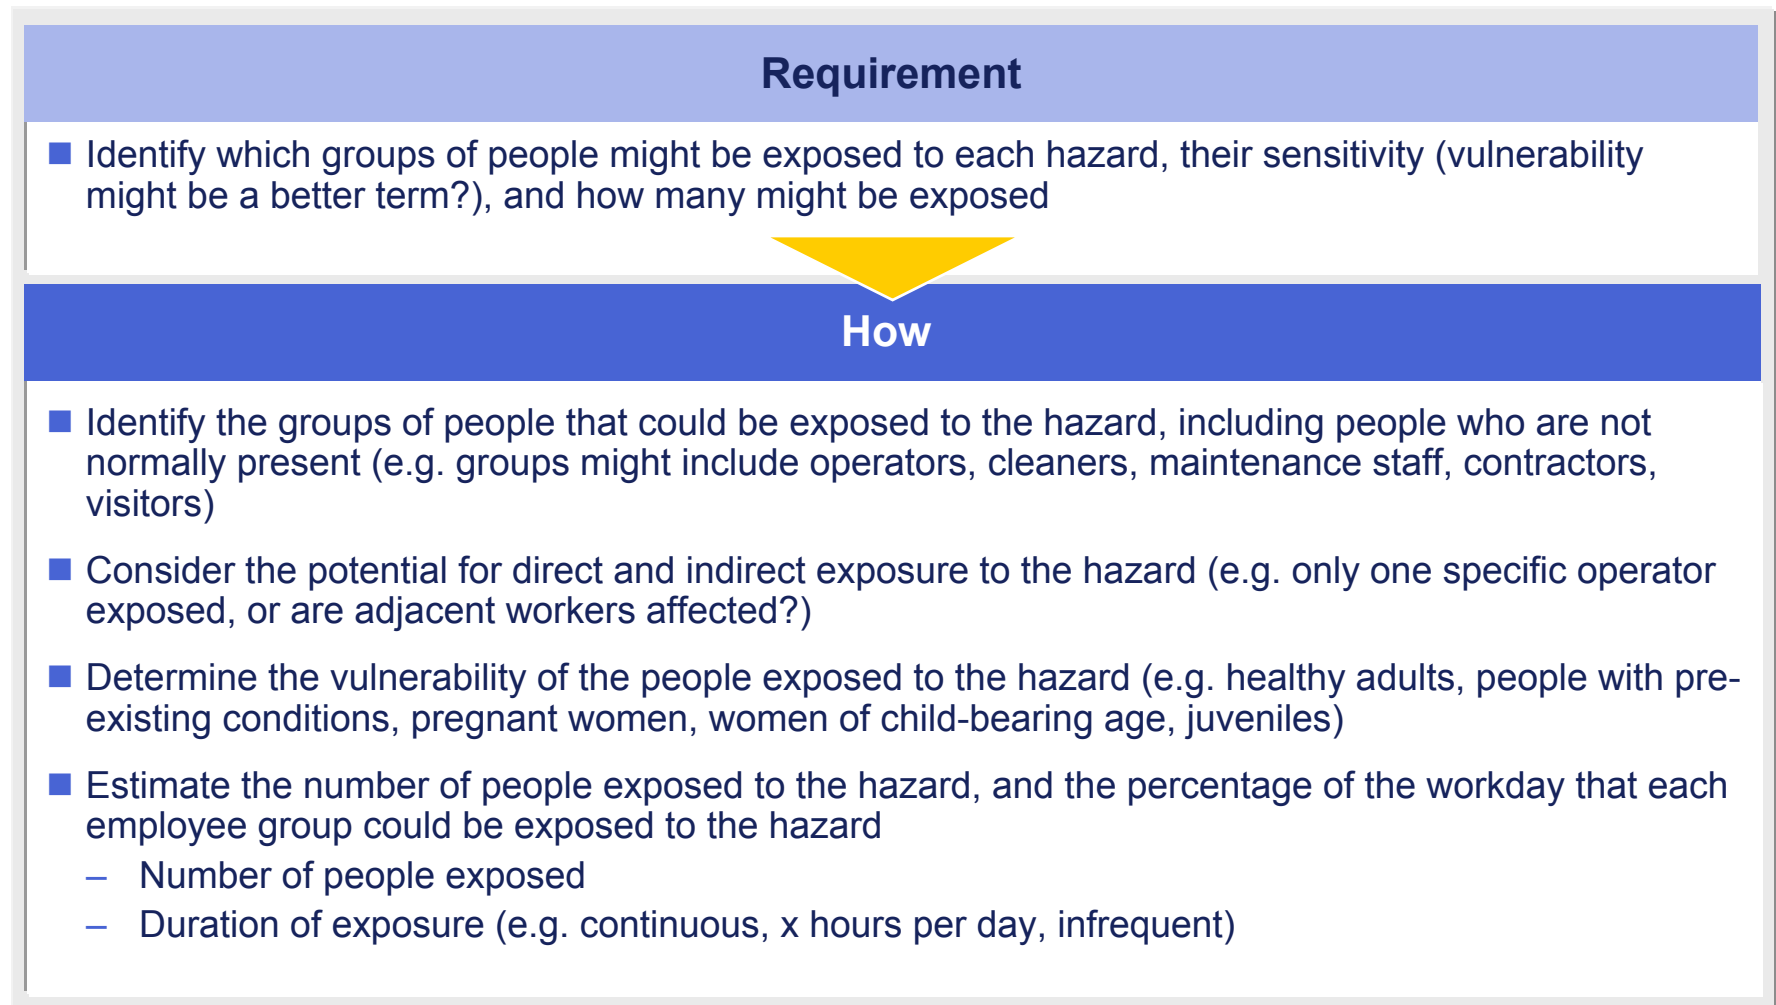 Requirement
Identify which groups of people might be exposed to each hazard, their sensitivity (vulnerability
might be a better term?), and how many might be exposed
How
Identify the groups of people that could be exposed to the hazard, including people who are not
normally present (e.g. groups might include operators, cleaners, maintenance staff, contractors,
visitors)
Consider the potential for direct and indirect exposure to the hazard (e.g. only one specific operator
exposed, or are adjacent workers affected?)
Determine the vulnerability of the people exposed to the hazard (e.g. healthy adults, people with pre-
existing conditions, pregnant women, women of child-bearing age, juveniles)
Estimate the number of people exposed to the hazard, and the percentage of the workday that each
employee group could be exposed to the hazard
– Number of people exposed
– Duration of exposure (e.g. continuous, x hours per day, infrequent)